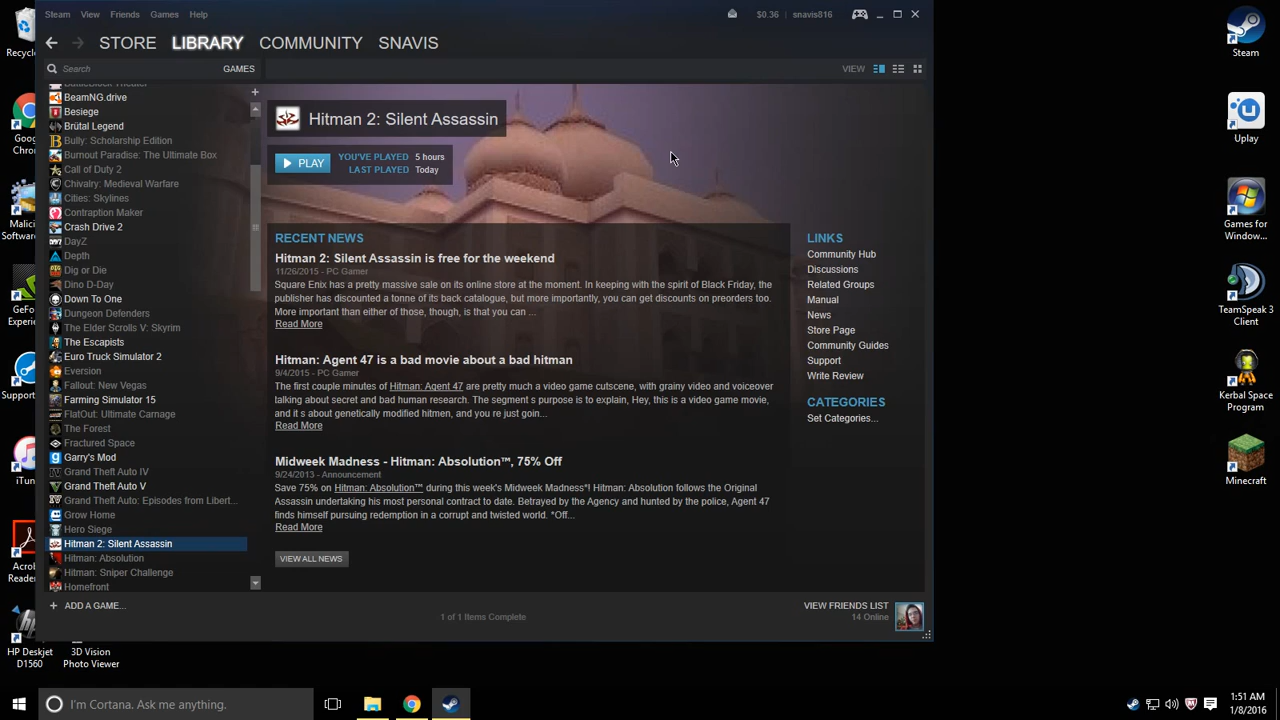 Steam View Friends Games Help
$0.36 snavis816
STORE LIBRARY COMMUNITY SNAVIS
Search GAMES
VIEW
BeamNG.drive
Besiege
Brütal Legend
Bully: Scholarship Edition
Burnout Paradise: The Ultimate Box
Call of Duty 2
Chivalry: Medieval Warfare
Cities: Skylines
Contraption Maker
Crash Drive 2
DayZ
Depth
Dig or Die
Dino D-Day
Down To One
Dungeon Defenders
The Elder Scrolls V: Skyrim
The Escapists
Euro Truck Simulator 2
Eversion
Fallout: New Vegas
Farming Simulator 15
FlatOut: Ultimate Carnage
The Forest
Fractured Space
Garry's Mod
Grand Theft Auto IV
Grand Theft Auto V
Grand Theft Auto: Episodes from Libert...
Grow Home
Hero Siege
Hitman 2: Silent Assassin
Hitman: Absolution
Hitman: Sniper Challenge
Homefront
+ ADD A GAME...
Hitman 2: Silent Assassin
PLAY
YOU'VE PLAYED 5 hours
LAST PLAYED Today
RECENT NEWS
Hitman 2: Silent Assassin is free for the weekend
11/26/2015 - PC Gamer
Square Enix has a pretty massive sale on its online store at the moment. In keeping with the spirit of Black Friday, the
publisher has discounted a tonne of its back catalogue, but more importantly, you can get discounts on preorders too.
More important than either of those, though, is that you can ...
Read More
Hitman: Agent 47 is a bad movie about a bad hitman
9/4/2015 - PC Gamer
The first couple minutes of Hitman: Agent 47 are pretty much a video game cutscene, with grainy video and voiceover
talking about secret and bad human research. The segment s purpose is to explain, Hey, this is a video game movie,
and it s about genetically modified hitmen, and you re just goin...
Read More
Midweek Madness - Hitman: Absolution™, 75% Off
9/24/2013 - Announcement
Save 75% on Hitman: Absolution™ during this week's Midweek Madness*! Hitman: Absolution follows the Original
Assassin undertaking his most personal contract to date. Betrayed by the Agency and hunted by the police, Agent 47
finds himself pursuing redemption in a corrupt and twisted world. *Off...
Read More
VIEW ALL NEWS
LINKS
Community Hub
Discussions
Related Groups
Manual
News
Store Page
Community Guides
Support
Write Review
CATEGORIES
Set Categories...
1 of 1 Items Complete
VIEW FRIENDS LIST
14 Online
Steam
Uplay
Games for
Window...
TeamSpeak 3
Client
Kerbal Space
Program
Minecraft
HP Deskjet
D1560
3D Vision
Photo Viewer
I'm Cortana. Ask me anything.
1:51 AM
1/8/2016